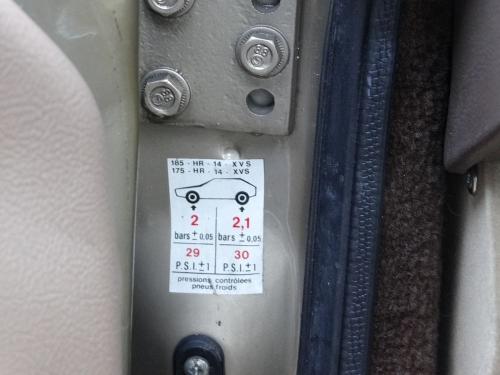 185 - HR - 14 - XVS
175 - HR - 14 - XVS
2 2,1
bars ± 0,05 bars ± 0,05
29 30
P.S.I. ± 1 P.S.I. ± 1
pressions contrôlées
pneus froids